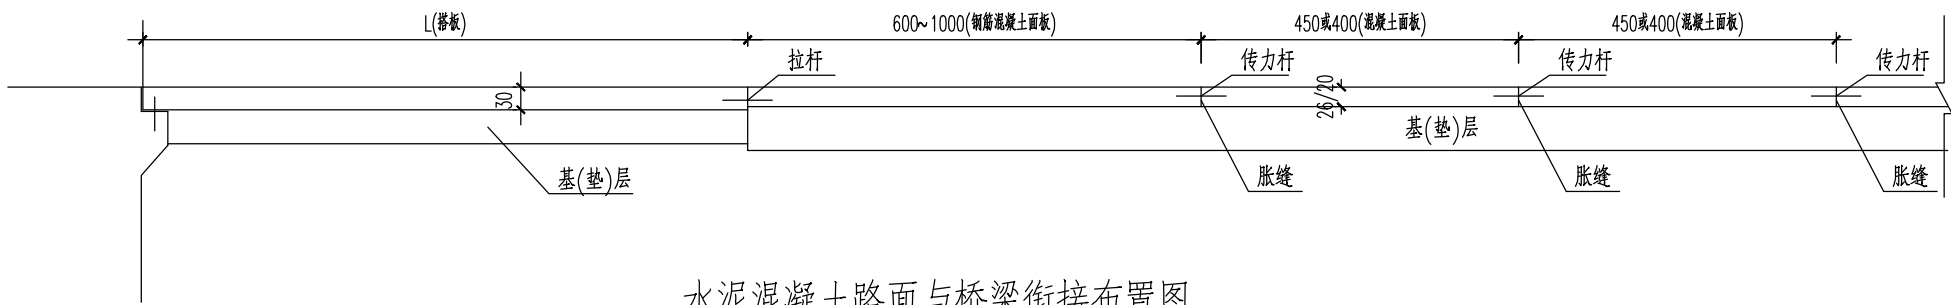 L(搭板)
600~1000(钢筋混凝土面板)
450或400(混凝土面板)
450或400(混凝土面板)
拉杆
传力杆
传力杆
传力杆
30
26/20
基(垫)层
基(垫)层
胀缝
胀缝
胀缝
水泥混凝土路面与桥梁衔接布置图